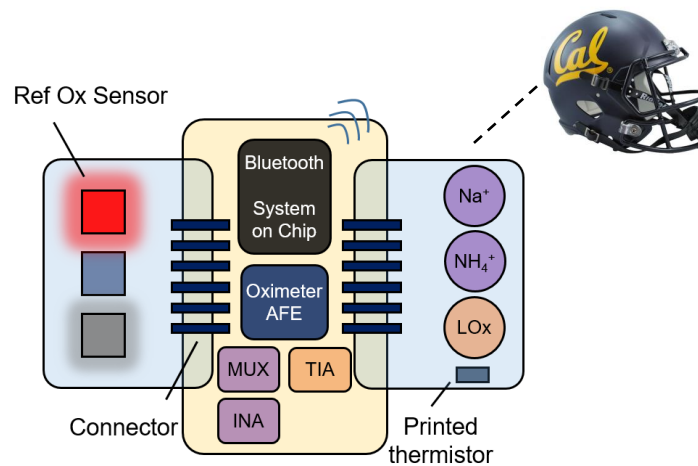 Cal
Ref Ox Sensor
Bluetooth
System
on Chip
Na⁺
NH₄⁺
Oximeter
AFE
LOx
MUX
TIA
INA
Connector
Printed
thermistor